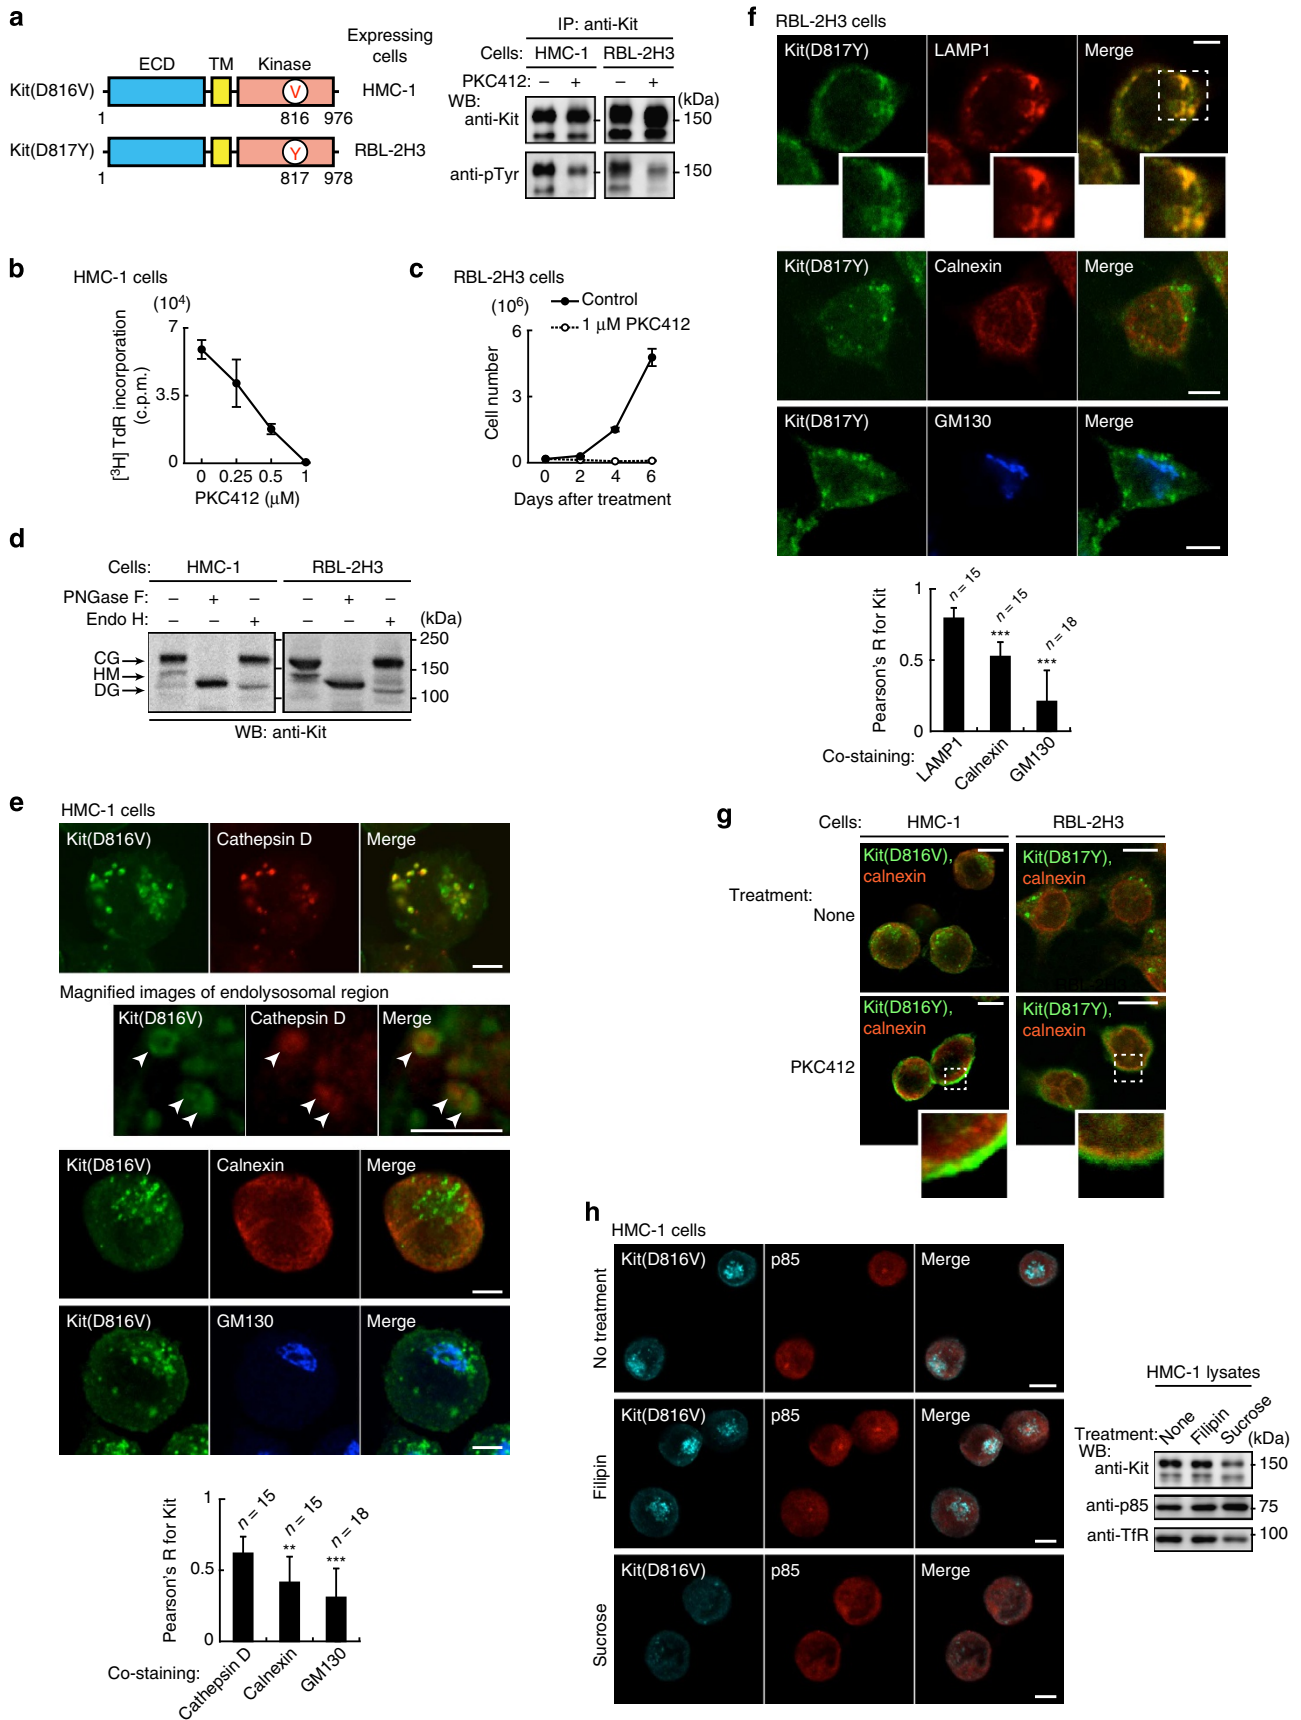 a
Expressing
cells
ECD TM Kinase
Kit(D816V) V HMC-1
1 816 976
Kit(D817Y) Y RBL-2H3
1 817 978
IP: anti-Kit
Cells: HMC-1 RBL-2H3
PKC412: – + – +
WB: (kDa)
anti-Kit 150
anti-pTyr 150
b
HMC-1 cells
(10⁴)
7
3.5
0
[³H] TdR incorporation
(c.p.m.)
0 0.25 0.5 1
PKC412 (μM)
c
RBL-2H3 cells
(10⁶)
Control
1 μM PKC412
6
3
0
Cell number
0 2 4 6
Days after treatment
d
Cells: HMC-1 RBL-2H3
PNGase F: – + – – + –
Endo H: – – + – – + (kDa)
CG
HM
DG
250
150
100
WB: anti-Kit
e
HMC-1 cells
Kit(D816V) Cathepsin D Merge
Magnified images of endolysosomal region
Kit(D816V) Cathepsin D Merge
Kit(D816V) Calnexin Merge
Kit(D816V) GM130 Merge
Pearson's R for Kit
1
0.5
0
n = 15
n = 15
n = 18
**
***
Co-staining: Cathepsin D Calnexin GM130
f
RBL-2H3 cells
Kit(D817Y) LAMP1 Merge
Kit(D817Y) Calnexin Merge
Kit(D817Y) GM130 Merge
Pearson's R for Kit
1
0.5
0
n = 15
n = 15
n = 18
***
***
Co-staining: LAMP1 Calnexin GM130
g
Cells: HMC-1 RBL-2H3
Treatment:
None
Kit(D816V),
calnexin
Kit(D817Y),
calnexin
PKC412
Kit(D816Y),
calnexin
Kit(D817Y),
calnexin
h
HMC-1 cells
No treatment
Kit(D816V) p85 Merge
Filipin
Kit(D816V) p85 Merge
Sucrose
Kit(D816V) p85 Merge
HMC-1 lysates
Treatment: None Filipin Sucrose
WB: (kDa)
anti-Kit 150
anti-p85 75
anti-TfR 100